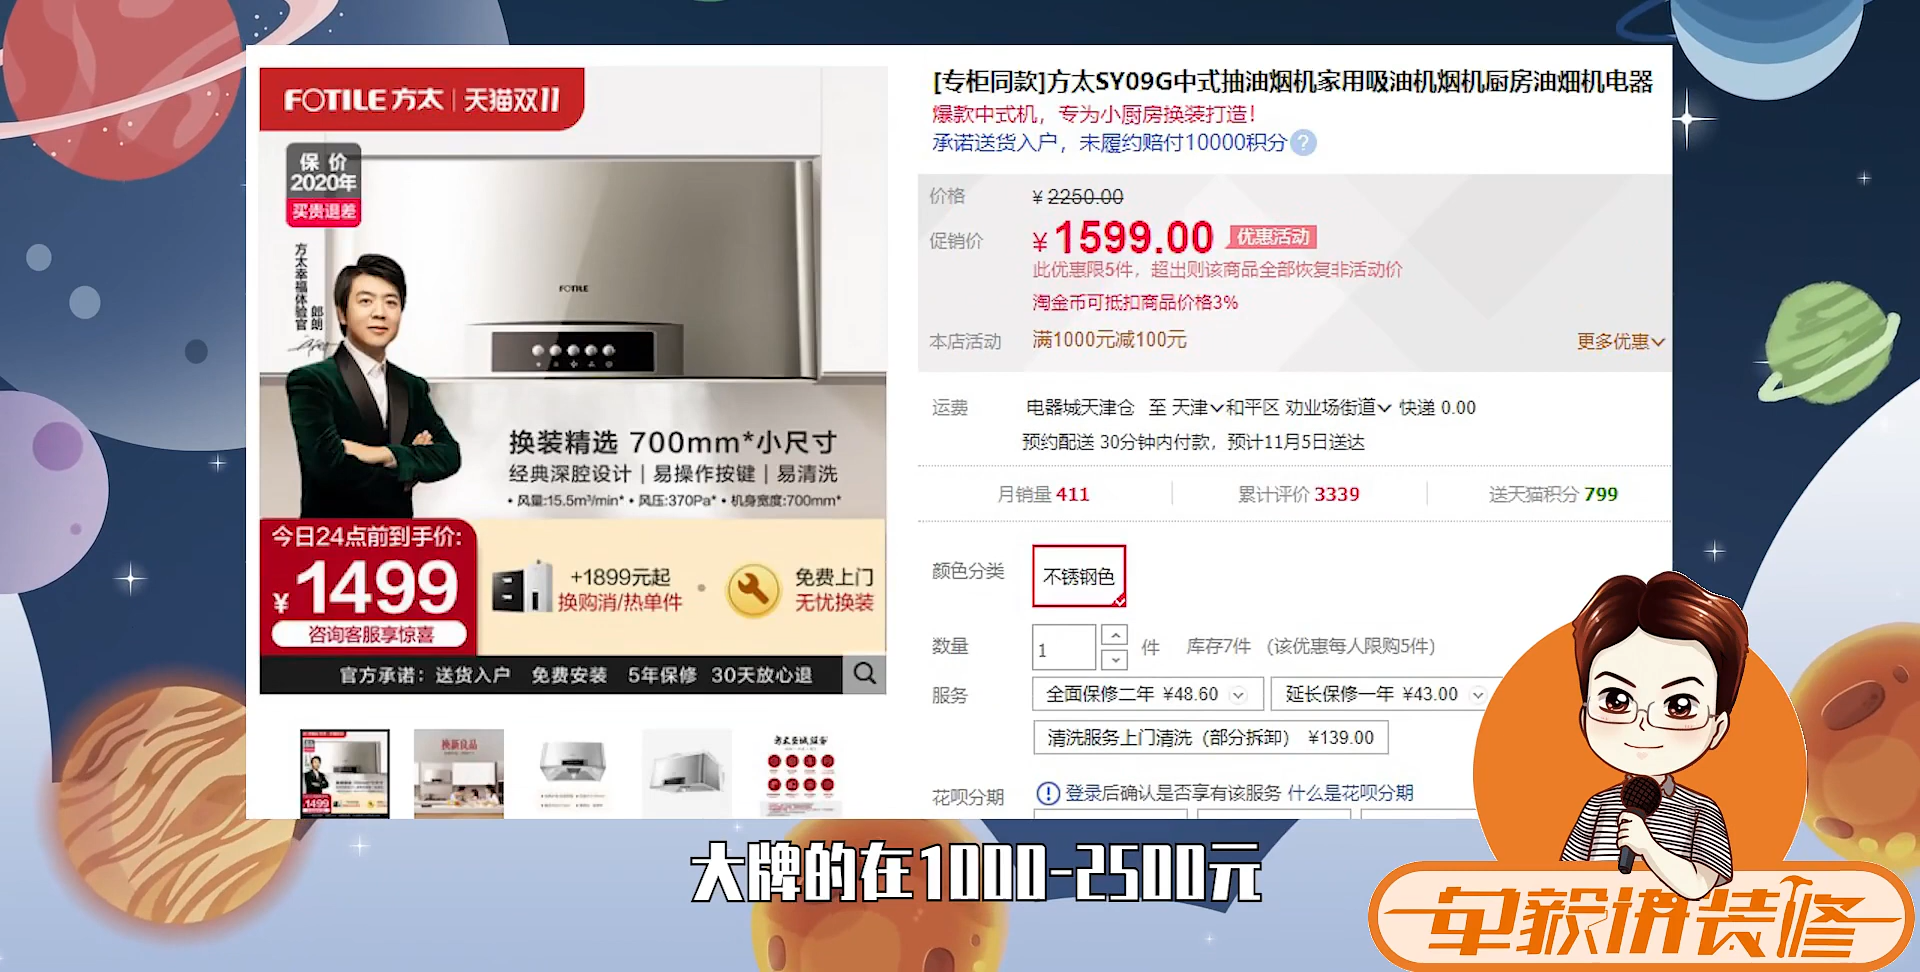 FOTILE 方太 | 天猫双11
保价
2020年
买贵退差
方太幸福体验官
郎朗
FOTILE
换装精选 700mm*小尺寸
经典深腔设计 | 易操作按键 | 易清洗
• 风量:15.5m³/min* • 风压:370Pa* • 机身宽度:700mm*
今日24点前到手价:
¥1499
咨询客服享惊喜
+1899元起
换购消/热单件
免费上门
无忧换装
官方承诺：送货入户 免费安装 5年保修 30天放心退
换新良品
1499
[专柜同款]方太SY09G中式抽油烟机家用吸油机烟机厨房油烟机电器
爆款中式机，专为小厨房换装打造！
承诺送货入户，未履约赔付10000积分 ?
价格 ¥2250.00
促销价 ¥1599.00 优惠活动
此优惠限5件，超出则该商品全部恢复非活动价
淘金币可抵扣商品价格3%
本店活动 满1000元减100元 更多优惠
运费 电器城天津仓 至 天津 和平区 劝业场街道 快递 0.00
预约配送 30分钟内付款，预计11月5日送达
月销量 411 累计评价 3339 送天猫积分 799
颜色分类 不锈钢色
数量 1 件 库存7件 (该优惠每人限购5件)
服务 全面保修二年 ¥48.60 延长保修一年 ¥43.00
清洗服务上门清洗（部分拆卸） ¥139.00
花呗分期 登录后确认是否享有该服务 什么是花呗分期
大牌的在1000-2500元
卓毅讲装修